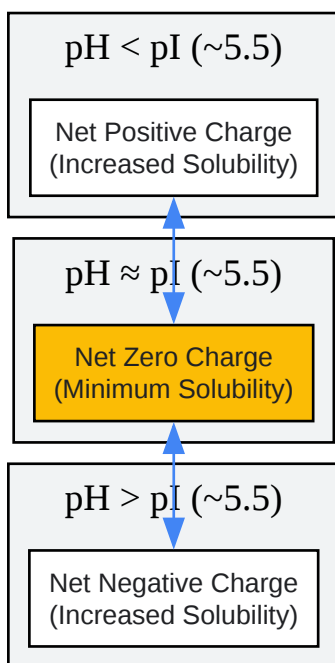 pH < pI (~5.5)
Net Positive Charge
(Increased Solubility)
pH ≈ pI (~5.5)
Net Zero Charge
(Minimum Solubility)
pH > pI (~5.5)
Net Negative Charge
(Increased Solubility)